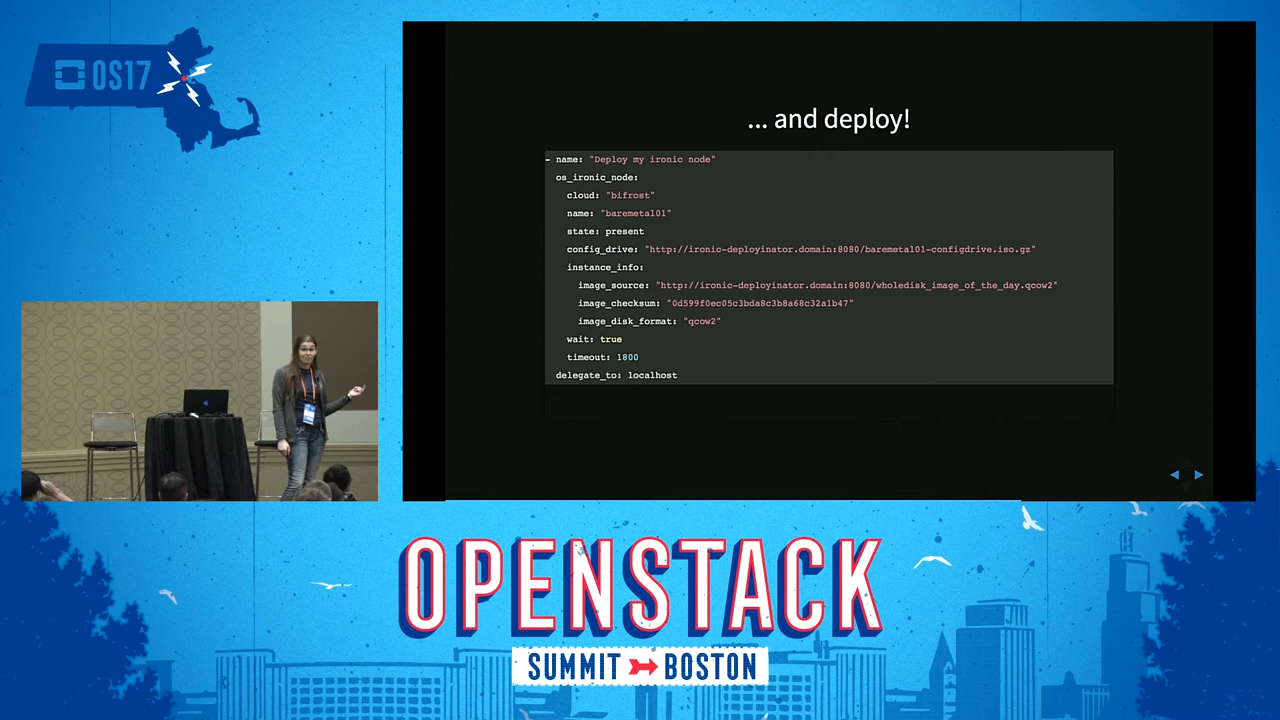 OS17
... and deploy!
- name: "Deploy my ironic node"
os_ironic_node:
cloud: "bifrost"
name: "baremetal01"
state: present
config_drive: "http://ironic-deployinator.domain:8080/baremetal01-configdrive.iso.gz"
instance_info:
image_source: "http://ironic-deployinator.domain:8080/wholedisk_image_of_the_day.qcow2"
image_checksum: "0d599f0ec05c3bda8c3b8a68c32a1b47"
image_disk_format: "qcow2"
wait: true
timeout: 1800
delegate_to: localhost
OPENSTACK
SUMMIT BOSTON